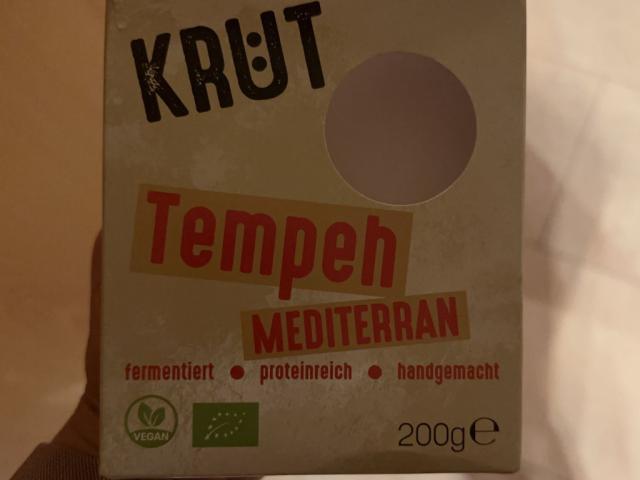 KRÜT
Tempeh
MEDITERRAN
fermentiert ● proteinreich ● handgemacht
VEGAN
200g℮